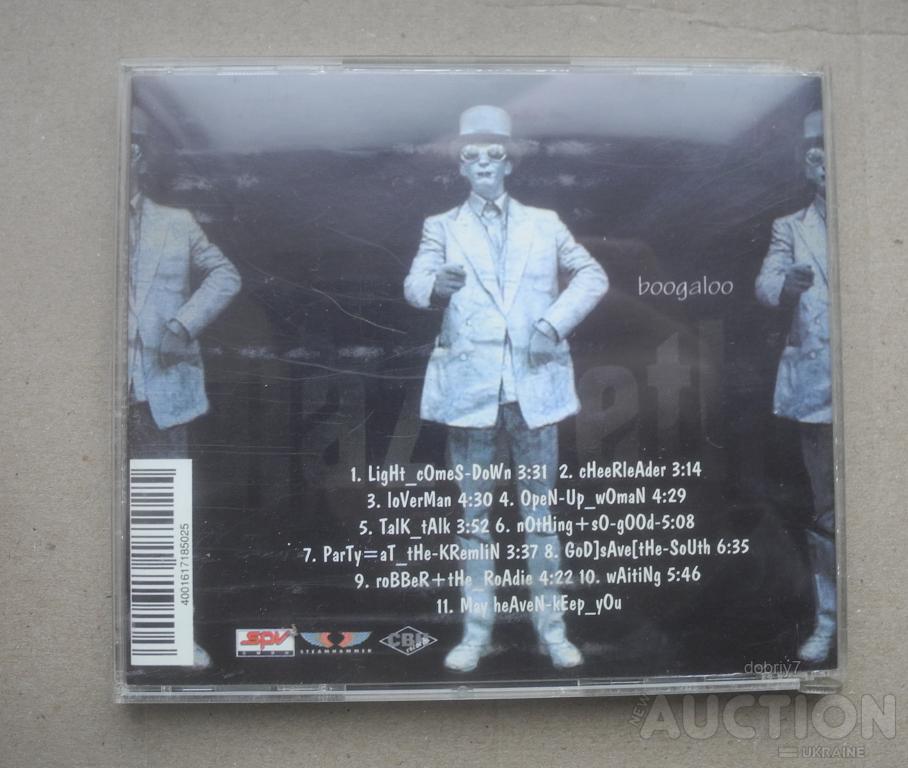 boogaloo
1. LigHt_cOmeS-DoWn 3:31 2. cHeeRleAder 3:14
3. loVerMan 4:30 4. OpeN-Up_wOmaN 4:29
5. TalK_tAlk 3:52 6. nOtHing+sO-gOOd-5:08
7. ParTy=aT_tHe-KRemliN 3:37 8. GoD]sAve[tHe-SoUth 6:35
9. roBBeR+tHe_RoAdie 4:22 10. wAitiNg 5:46
11. May heAveN-kEep_yOu
4001617185025
SPV
STEAMHAMMER
CBH
dobriy7
NEW
AUCTION
UKRAINE